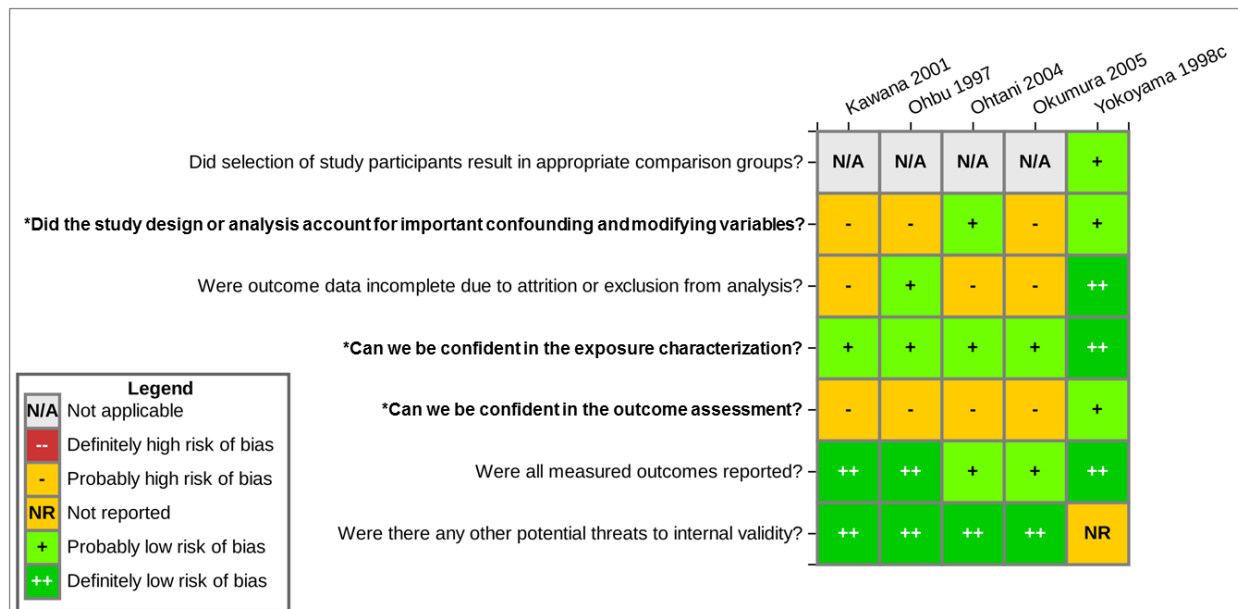 Kawana 2001
Ohbu 1997
Ohtani 2004
Okumura 2005
Yokoyama 1998c
Did selection of study participants result in appropriate comparison groups? N/A N/A N/A N/A +
*Did the study design or analysis account for important confounding and modifying variables? - - + - +
Were outcome data incomplete due to attrition or exclusion from analysis? - + - - ++
*Can we be confident in the exposure characterization? + + + + ++
*Can we be confident in the outcome assessment? - - - - +
Were all measured outcomes reported? ++ ++ + + ++
Were there any other potential threats to internal validity? ++ ++ ++ ++ NR
Legend
N/A Not applicable
-- Definitely high risk of bias
- Probably high risk of bias
NR Not reported
+ Probably low risk of bias
++ Definitely low risk of bias